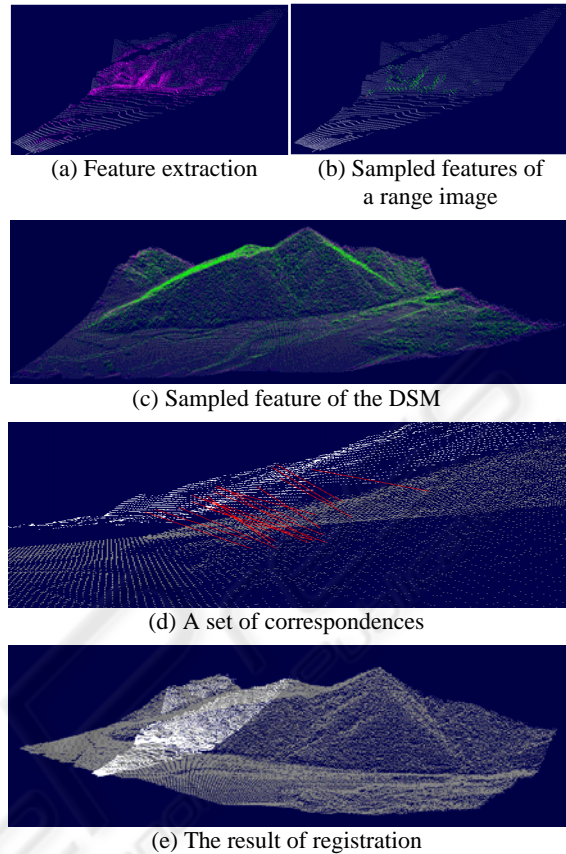 (a) Feature extraction
(b) Sampled features of
a range image
(c) Sampled feature of the DSM
(d) A set of correspondences
(e) The result of registration